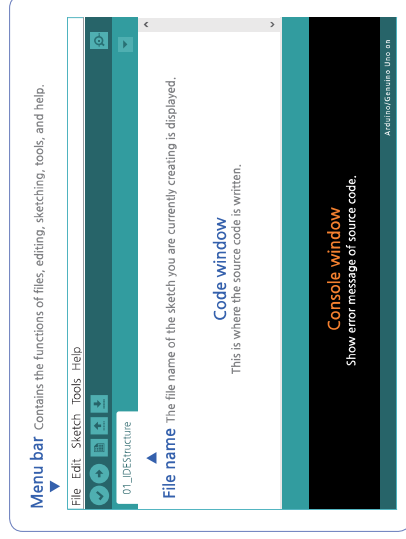 Menu bar Contains the functions of files, editing, sketching, tools, and help.
File Edit Sketch Tools Help
01_IDEStructure
File name The file name of the sketch you are currently creating is displayed.
Code window
This is where the source code is written.
Console window
Show error message of source code.
Arduino/Genuino Uno on